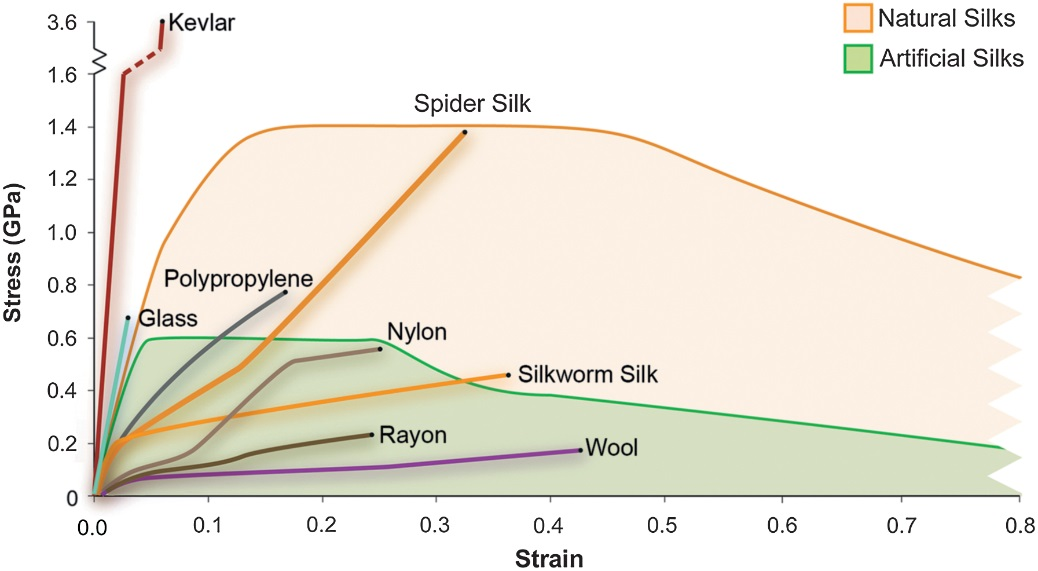 3.6
Kevlar
Natural Silks
Artificial Silks
1.6
Spider Silk
1.4
1.2
1.0
Stress (GPa)
Polypropylene
0.8
Glass
0.6
Nylon
Silkworm Silk
0.4
Rayon
0.2
Wool
0
0.0 0.1 0.2 0.3 0.4 0.5 0.6 0.7 0.8
Strain